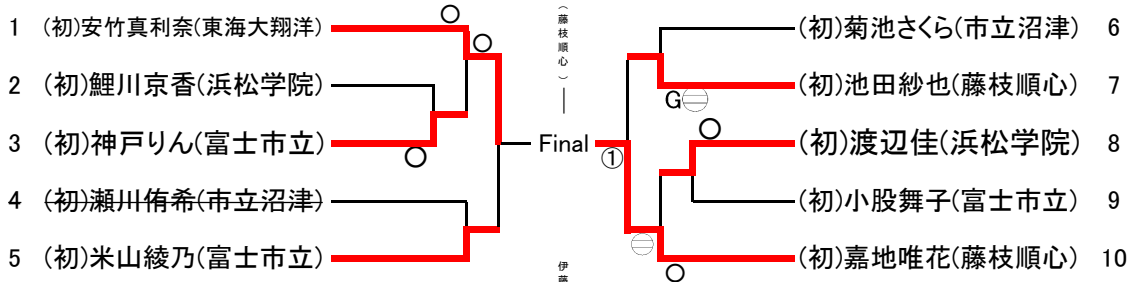 1 (初)安竹真利奈(東海大翔洋)
2 (初)鯉川京香(浜松学院)
3 (初)神戸りん(富士市立)
4 (初)瀬川侑希(市立沼津)
5 (初)米山綾乃(富士市立)
(藤枝順心)
Final
①
伊藤
(初)菊池さくら(市立沼津) 6
(初)池田紗也(藤枝順心) 7
G㊀
(初)渡辺佳(浜松学院) 8
(初)小股舞子(富士市立) 9
㊀
(初)嘉地唯花(藤枝順心) 10